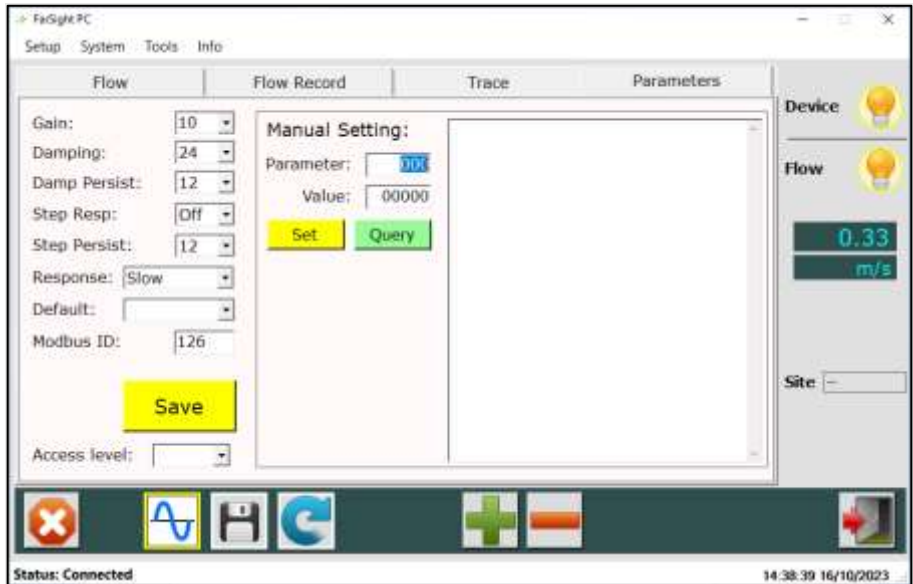 FarSight PC
Setup System Tools Info
Flow Flow Record Trace Parameters
Gain: 10
Damping: 24
Damp Persist: 12
Step Resp: Off
Step Persist: 12
Response: Slow
Default:
Modbus ID: 126
Save
Access level:
Manual Setting:
Parameter: 000
Value: 00000
Set Query
Device
Flow
0.33
m/s
Site --
Status: Connected 14:38:39 16/10/2023